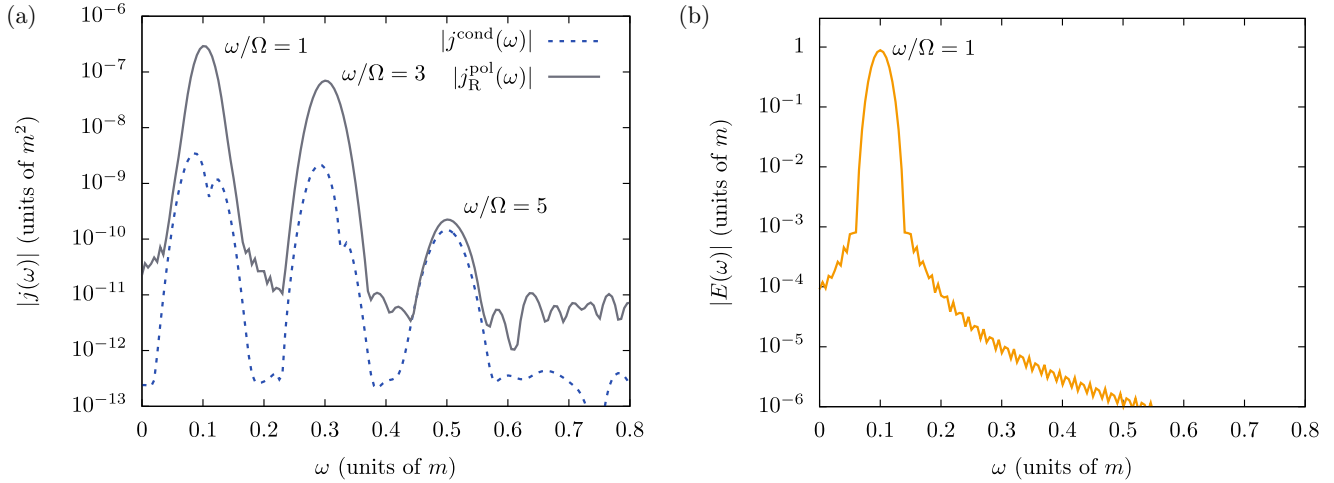 (a)
10⁻⁶
10⁻⁷
10⁻⁸
10⁻⁹
10⁻¹⁰
10⁻¹¹
10⁻¹²
10⁻¹³
|j(ω)| (units of m²)
ω/Ω = 1
ω/Ω = 3
ω/Ω = 5
|j^cond(ω)|
|j_R^pol(ω)|
0 0.1 0.2 0.3 0.4 0.5 0.6 0.7 0.8
ω (units of m)
(b)
1
10⁻¹
10⁻²
10⁻³
10⁻⁴
10⁻⁵
10⁻⁶
|E(ω)| (units of m)
ω/Ω = 1
0 0.1 0.2 0.3 0.4 0.5 0.6 0.7 0.8
ω (units of m)